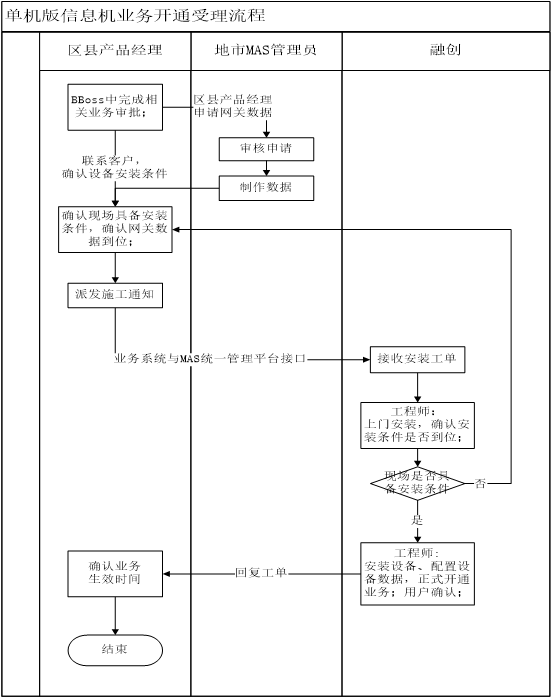 单机版信息机业务开通受理流程
区县产品经理
地市MAS管理员
融创
BBoss中完成相
关业务审批；
区县产品经理
申请网关数据
审核申请
联系客户，
确认设备安装条件
制作数据
确认现场具备安装
条件，确认网关数
据到位；
派发施工通知
业务系统与MAS统一管理平台接口
接收安装工单
工程师：
上门安装，确认安
装条件是否到位；
现场是否具
备安装条件
否
是
工程师：
安装设备、配置设
备数据，正式开通
业务；用户确认；
回复工单
确认业务
生效时间
结束